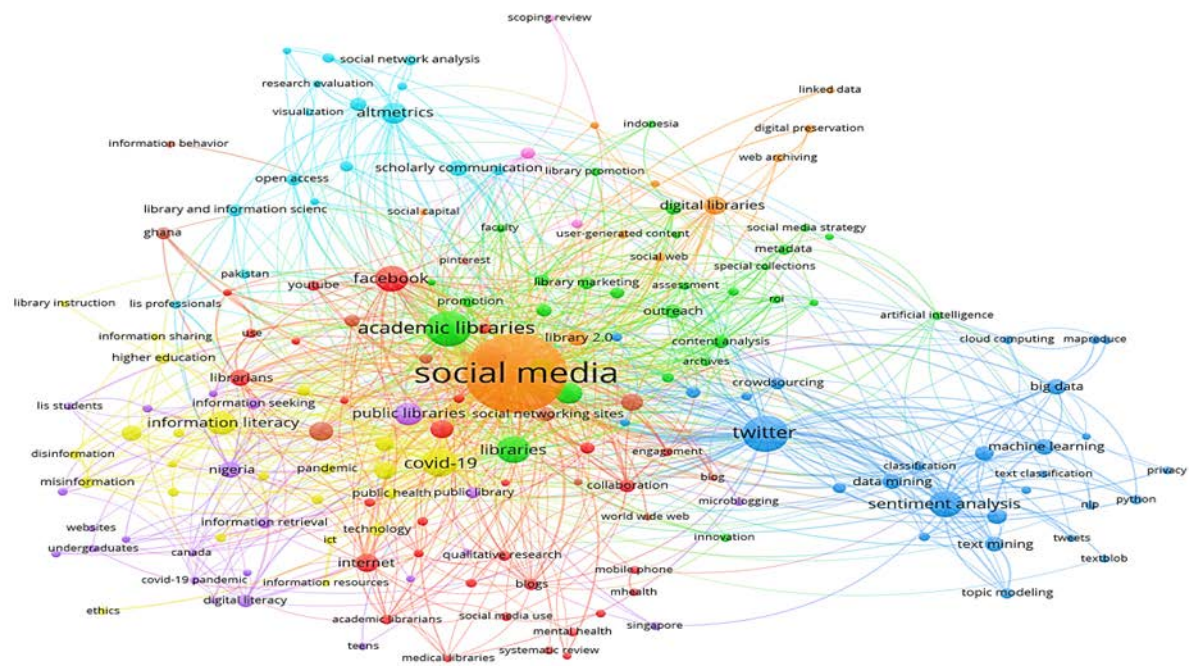 scoping review
social network analysis
research evaluation
linked data
visualization
altmetrics
indonesia
digital preservation
information behavior
web archiving
scholarly communication
library promotion
open access
digital libraries
library and information scienc
social capital
ghana
faculty
user-generated content
social media strategy
metadata
pinterest
social web
special collections
pakistan
facebook
youtube
library marketing
assessment
library instruction
lis professionals
promotion
roi
outreach
artificial intelligence
information sharing
use
academic libraries
library 2.0
content analysis
cloud computing
mapreduce
higher education
archives
social media
librarians
crowdsourcing
big data
lis students
information seeking
public libraries
social networking sites
information literacy
twitter
machine learning
disinformation
libraries
engagement
covid-19
nigeria
pandemic
classification
text classification
privacy
misinformation
blog
data mining
collaboration
public health
public library
microblogging
python
sentiment analysis
nlp
world wide web
websites
information retrieval
technology
innovation
ict
tweets
undergraduates
canada
text mining
qualitative research
textblob
internet
mobile phone
covid-19 pandemic
information resources
blogs
mhealth
topic modeling
digital literacy
ethics
academic librarians
social media use
singapore
mental health
teens
systematic review
medical libraries